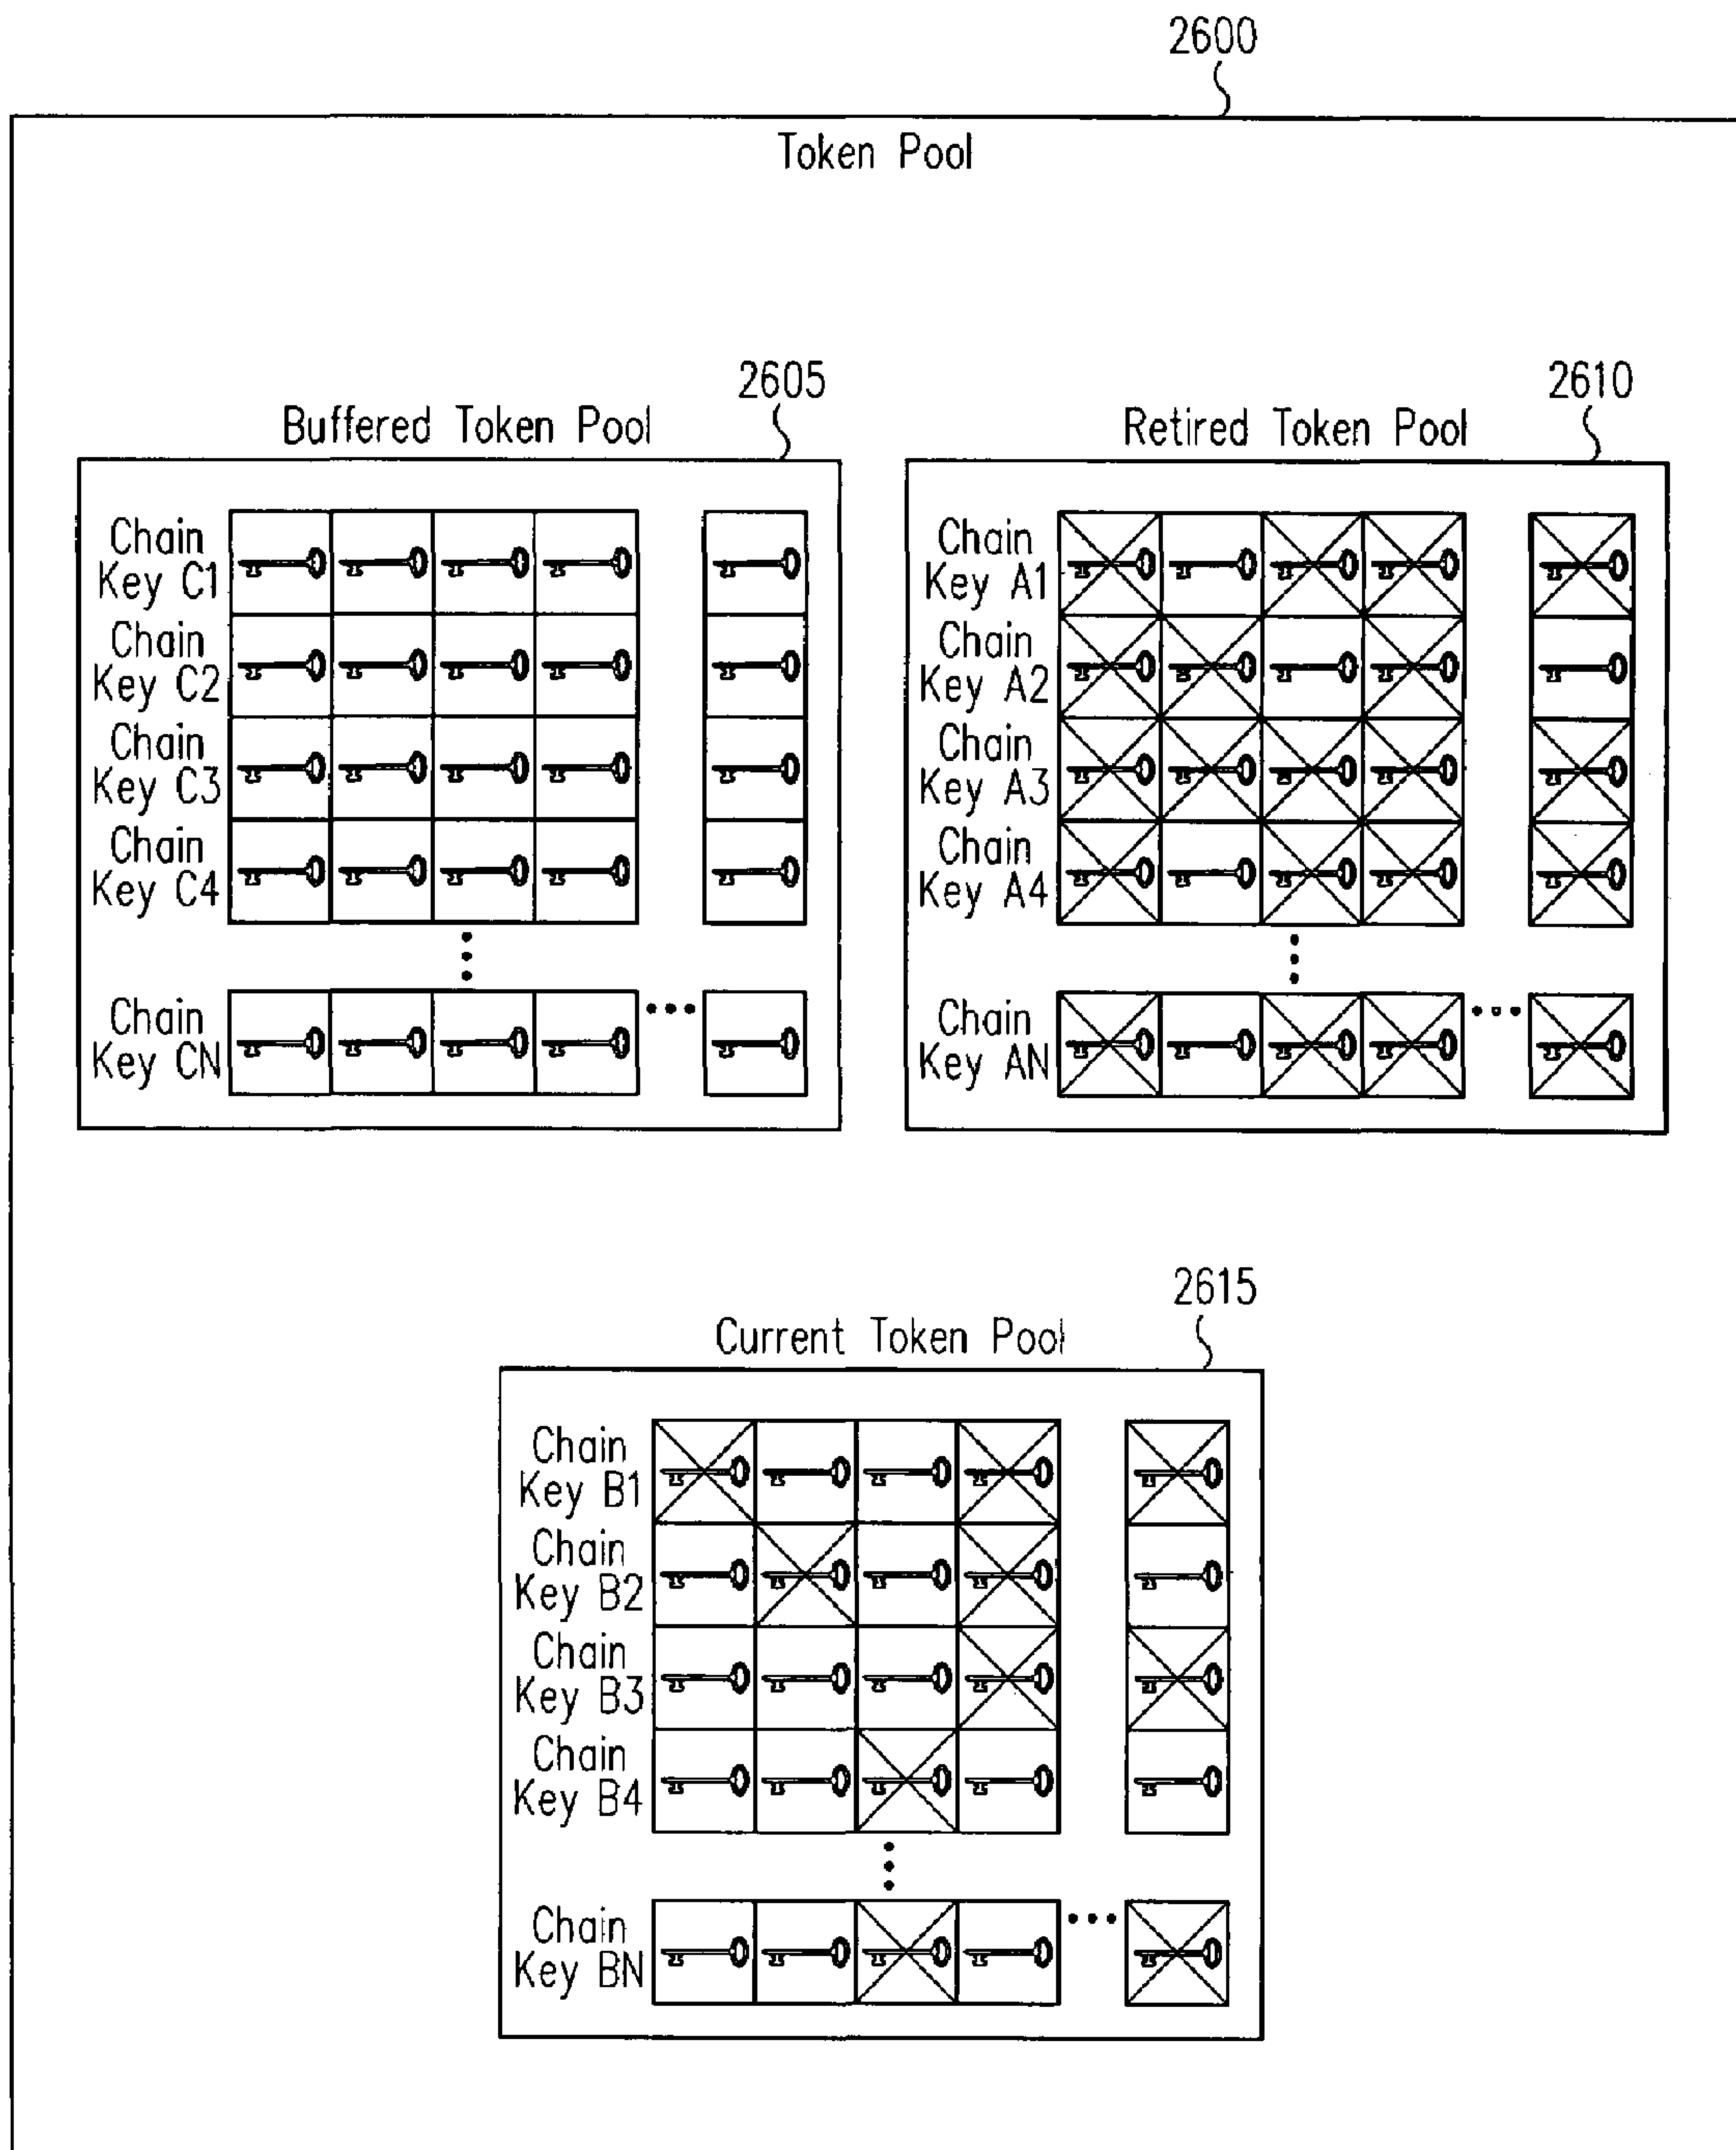 2600
Token Pool
2605
Buffered Token Pool
Chain
Key C1
Chain
Key C2
Chain
Key C3
Chain
Key C4
Chain
Key CN
2610
Retired Token Pool
Chain
Key A1
Chain
Key A2
Chain
Key A3
Chain
Key A4
Chain
Key AN
2615
Current Token Pool
Chain
Key B1
Chain
Key B2
Chain
Key B3
Chain
Key B4
Chain
Key BN